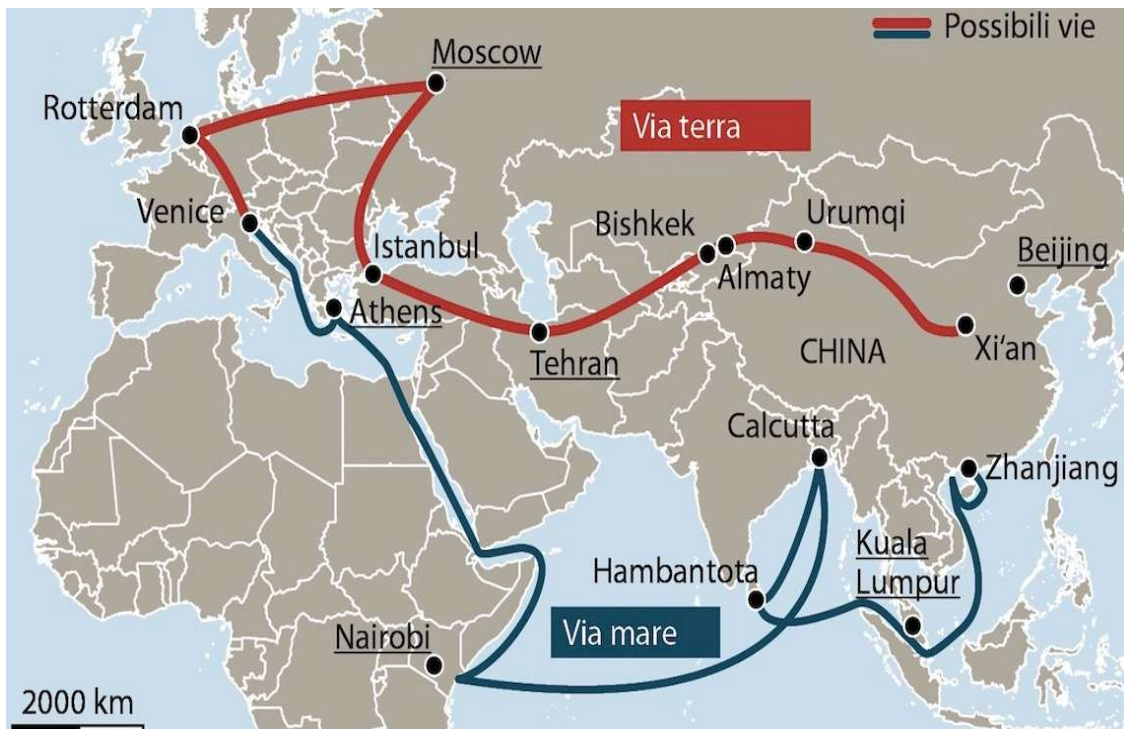 Possibili vie
Moscow
Rotterdam
Via terra
Venice
Bishkek
Urumqi
Istanbul
Beijing
Almaty
Athens
Tehran
CHINA
Xi‘an
Calcutta
Zhanjiang
Kuala
Lumpur
Hambantota
Via mare
Nairobi
2000 km